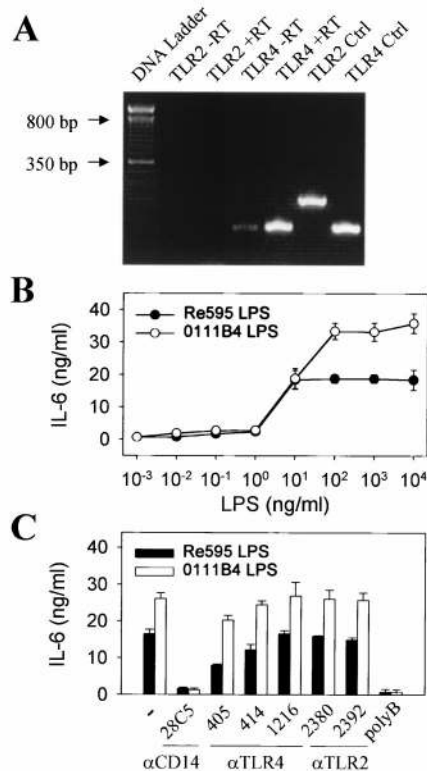 A
DNA Ladder
TLR2 -RT
TLR2 +RT
TLR4 -RT
TLR4 +RT
TLR2 Ctrl
TLR4 Ctrl
800 bp
350 bp
B
Re595 LPS
0111B4 LPS
IL-6 (ng/ml)
40
30
20
10
0
10-3 10-2 10-1 100 101 102 103 104
LPS (ng/ml)
C
Re595 LPS
0111B4 LPS
IL-6 (ng/ml)
40
30
20
10
0
- 28C5 405 414 1216 2380 2392 polyB
αCD14 αTLR4 αTLR2